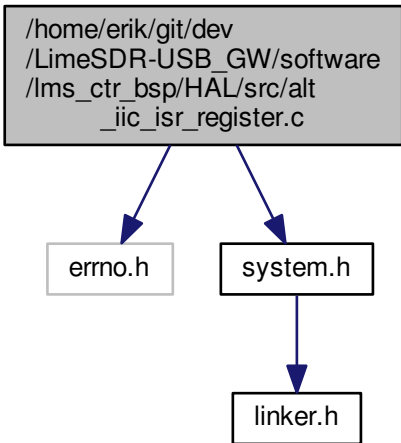 /home/erik/git/dev
/LimeSDR-USB_GW/software
/lms_ctr_bsp/HAL/src/alt
_iic_isr_register.c
errno.h
system.h
linker.h